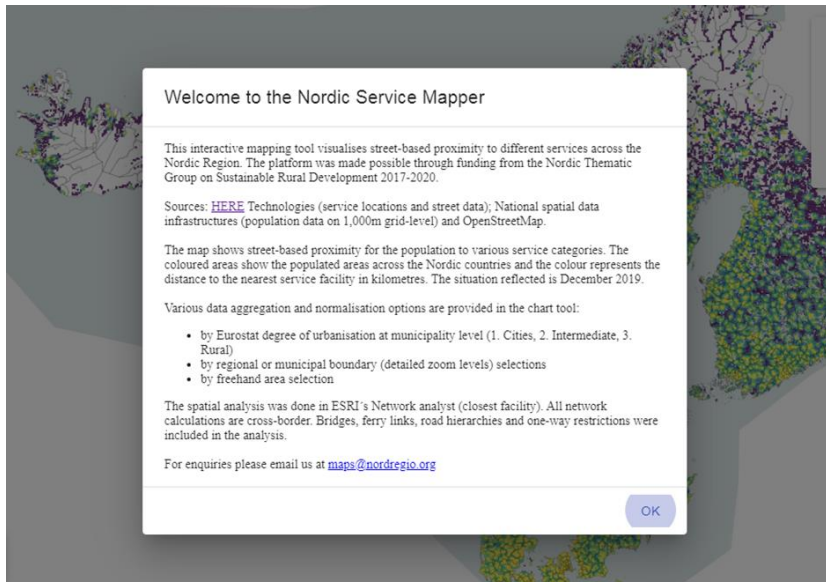 Welcome to the Nordic Service Mapper
This interactive mapping tool visualises street-based proximity to different services across the
Nordic Region. The platform was made possible through funding from the Nordic Thematic
Group on Sustainable Rural Development 2017-2020.
Sources: HERE Technologies (service locations and street data); National spatial data
infrastructures (population data on 1,000m grid-level) and OpenStreetMap.
The map shows street-based proximity for the population to various service categories. The
coloured areas show the populated areas across the Nordic countries and the colour represents the
distance to the nearest service facility in kilometres. The situation reflected is December 2019.
Various data aggregation and normalisation options are provided in the chart tool:
• by Eurostat degree of urbanisation at municipality level (1. Cities, 2. Intermediate, 3.
Rural)
• by regional or municipal boundary (detailed zoom levels) selections
• by freehand area selection
The spatial analysis was done in ESRI´s Network analyst (closest facility). All network
calculations are cross-border. Bridges, ferry links, road hierarchies and one-way restrictions were
included in the analysis.
For enquiries please email us at maps@nordregio.org
OK